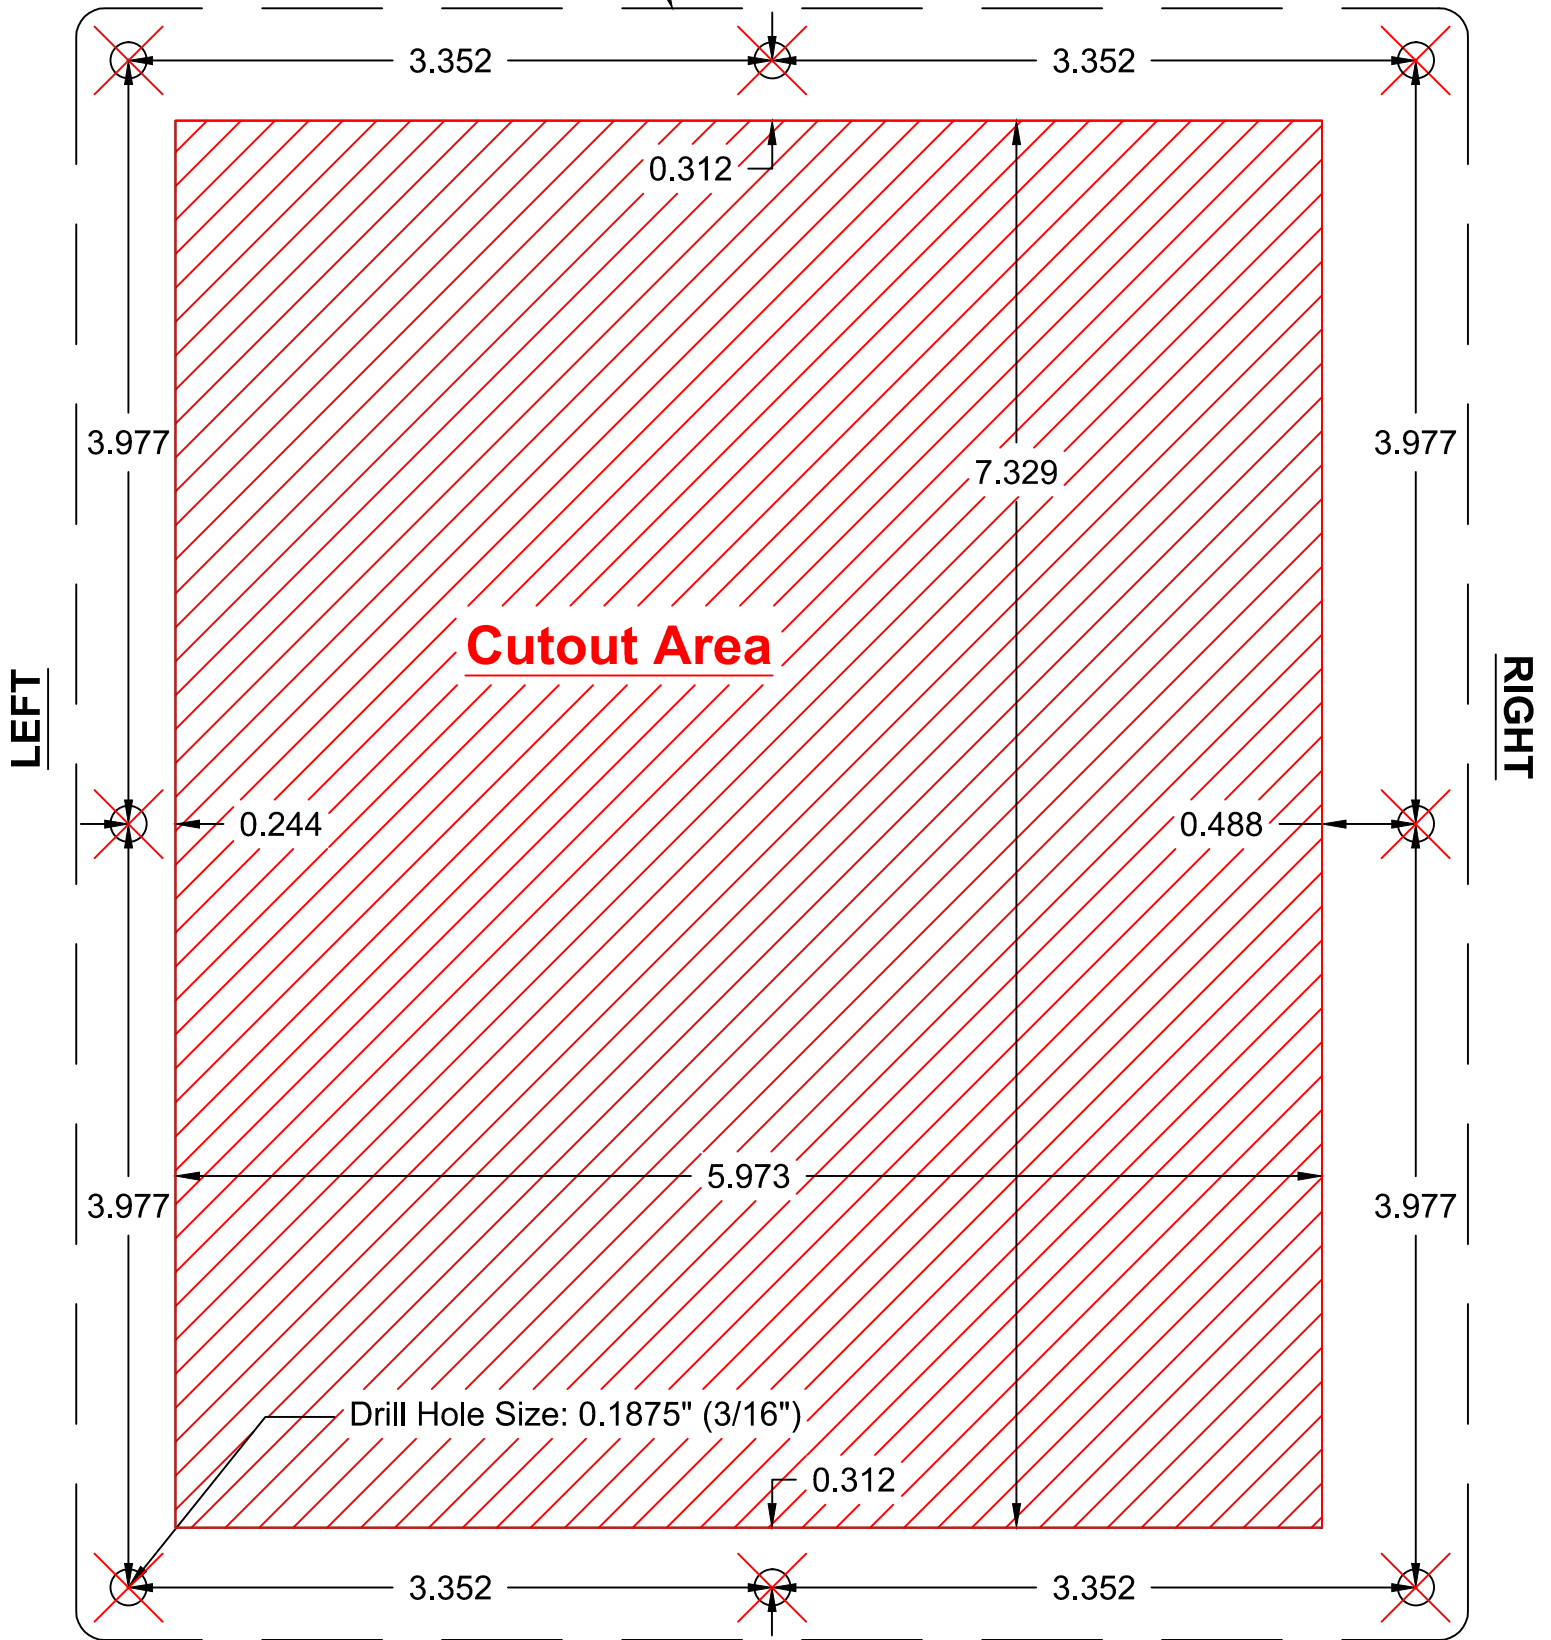 3.352 3.352
0.312
3.977 3.977
7.329
Cutout Area
LEFT
RIGHT
0.244 0.488
5.973
3.977 3.977
Drill Hole Size: 0.1875" (3/16")
0.312
3.352 3.352